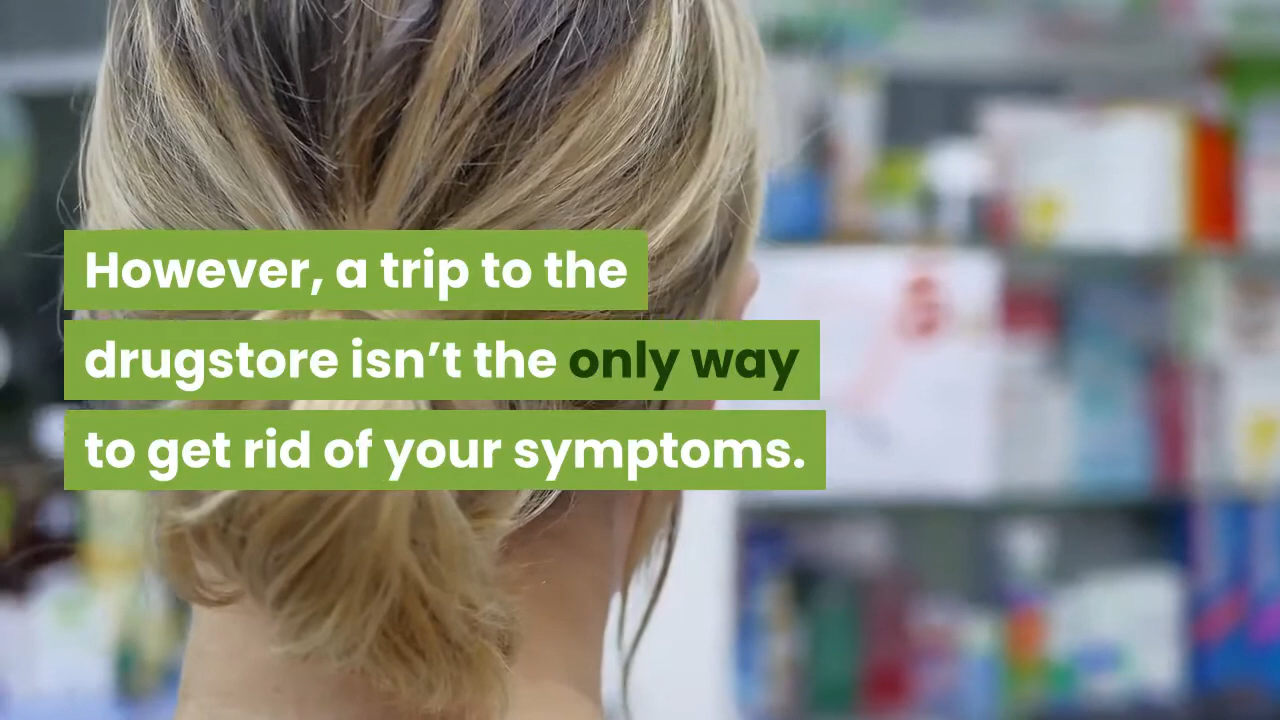 However, a trip to the
drugstore isn’t the only way
to get rid of your symptoms.